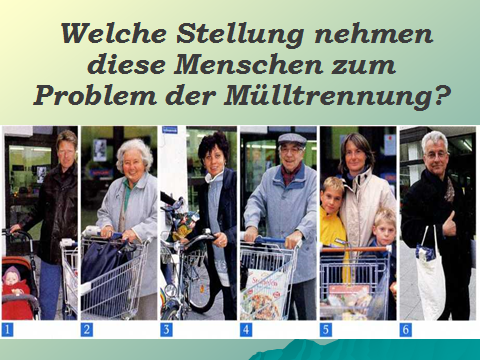 Welche Stellung nehmen
diese Menschen zum
Problem der Mülltrennung?
1 2 3 4 5 6